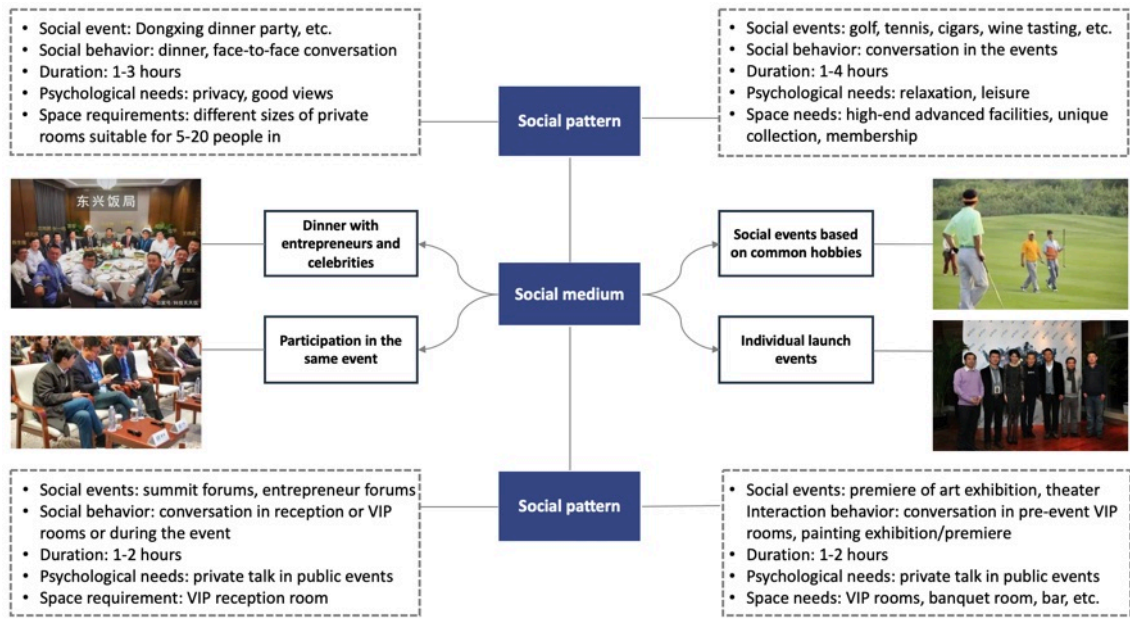 • Social event: Dongxing dinner party, etc.
• Social behavior: dinner, face-to-face conversation
• Duration: 1-3 hours
• Psychological needs: privacy, good views
• Space requirements: different sizes of private
rooms suitable for 5-20 people in
Social pattern
• Social events: golf, tennis, cigars, wine tasting, etc.
• Social behavior: conversation in the events
• Duration: 1-4 hours
• Psychological needs: relaxation, leisure
• Space needs: high-end advanced facilities, unique
collection, membership
东兴饭局
Dinner with
entrepreneurs and
celebrities
Social medium
Social events based
on common hobbies
Participation in the
same event
Individual launch
events
• Social events: summit forums, entrepreneur forums
• Social behavior: conversation in reception or VIP
rooms or during the event
• Duration: 1-2 hours
• Psychological needs: private talk in public events
• Space requirement: VIP reception room
Social pattern
• Social events: premiere of art exhibition, theater
Interaction behavior: conversation in pre-event VIP
rooms, painting exhibition/premiere
• Duration: 1-2 hours
• Psychological needs: private talk in public events
• Space needs: VIP rooms, banquet room, bar, etc.